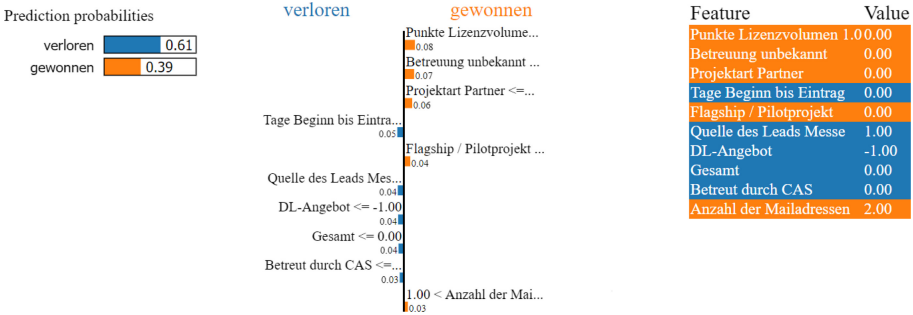 Prediction probabilities
verloren 0.61
gewonnen 0.39
verloren gewonnen
Punkte Lizenzvolume...
0.08
Betreuung unbekannt ...
0.07
Projektart Partner <=...
0.06
Tage Beginn bis Eintra...
0.05
Flagship / Pilotprojekt ...
0.04
Quelle des Leads Mes...
0.04
DL-Angebot <= -1.00
0.04
Gesamt <= 0.00
0.04
Betreut durch CAS <=...
0.03
1.00 < Anzahl der Mai...
0.03
Feature Value
Punkte Lizenzvolumen 1.0 0.00
Betreuung unbekannt 0.00
Projektart Partner 0.00
Tage Beginn bis Eintrag 0.00
Flagship / Pilotprojekt 0.00
Quelle des Leads Messe 1.00
DL-Angebot -1.00
Gesamt 0.00
Betreut durch CAS 0.00
Anzahl der Mailadressen 2.00